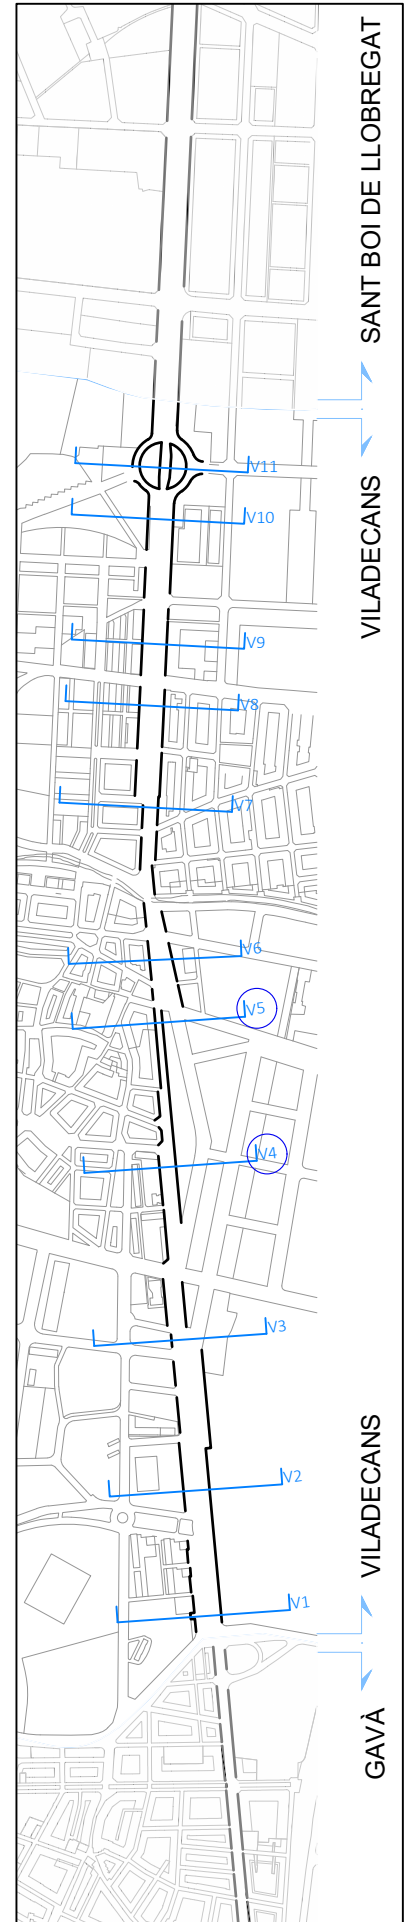 SANT BOI DE LLOBREGAT
VILADECANS
V11
V10
V9
V8
V7
V6
V5
V4
V3
V2
V1
VILADECANS
GAVÀ